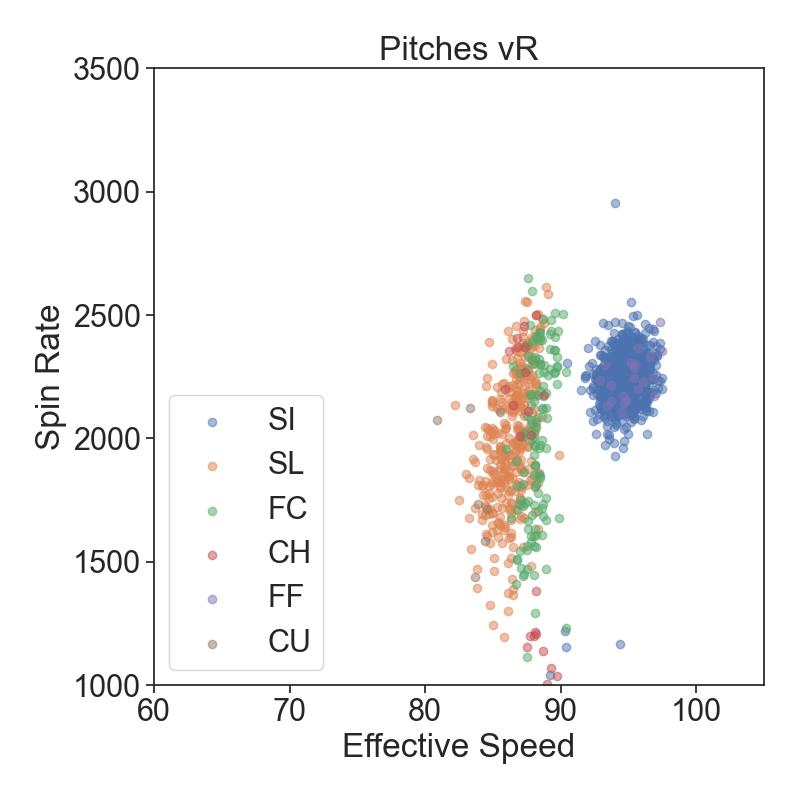 Pitches vR
3500
3000
2500
2000
1500
1000
Spin Rate
SI
SL
FC
CH
FF
CU
60 70 80 90 100
Effective Speed